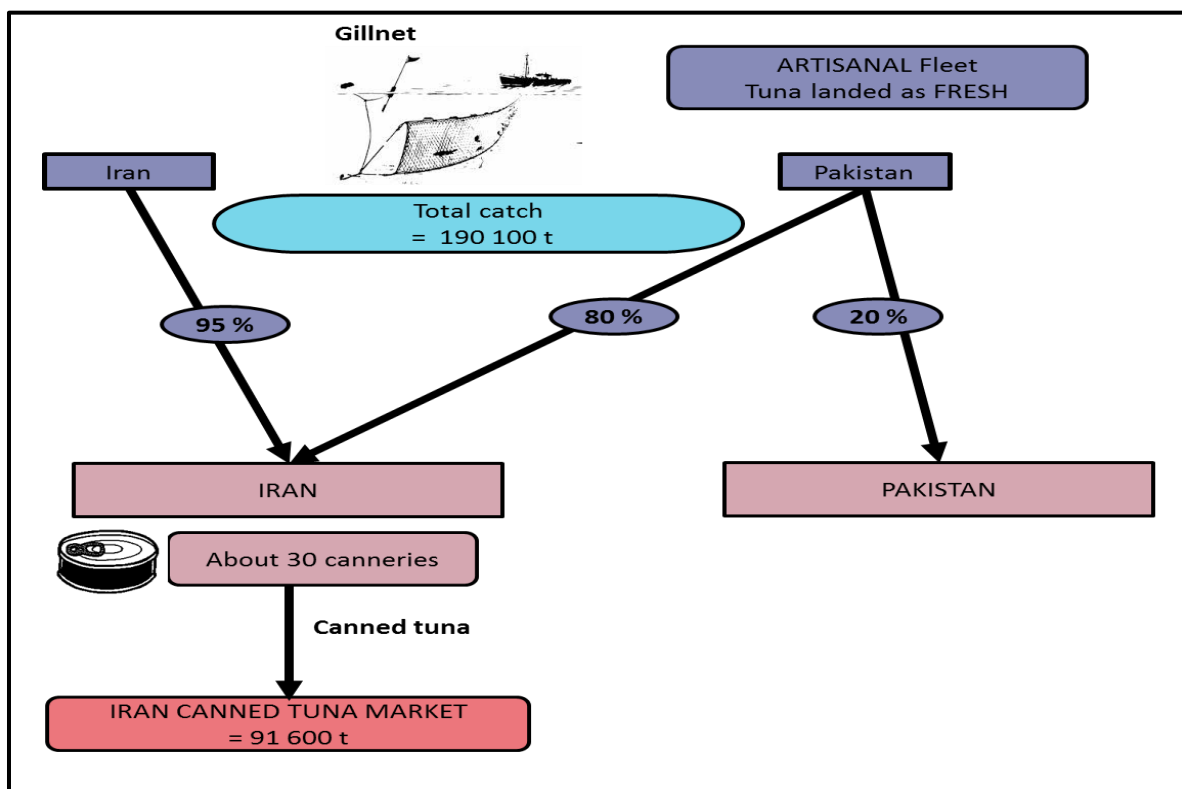 Gillnet
ARTISANAL Fleet
Tuna landed as FRESH
Iran
Pakistan
Total catch
= 190 100 t
95 %
80 %
20 %
IRAN
PAKISTAN
About 30 canneries
Canned tuna
IRAN CANNED TUNA MARKET
= 91 600 t